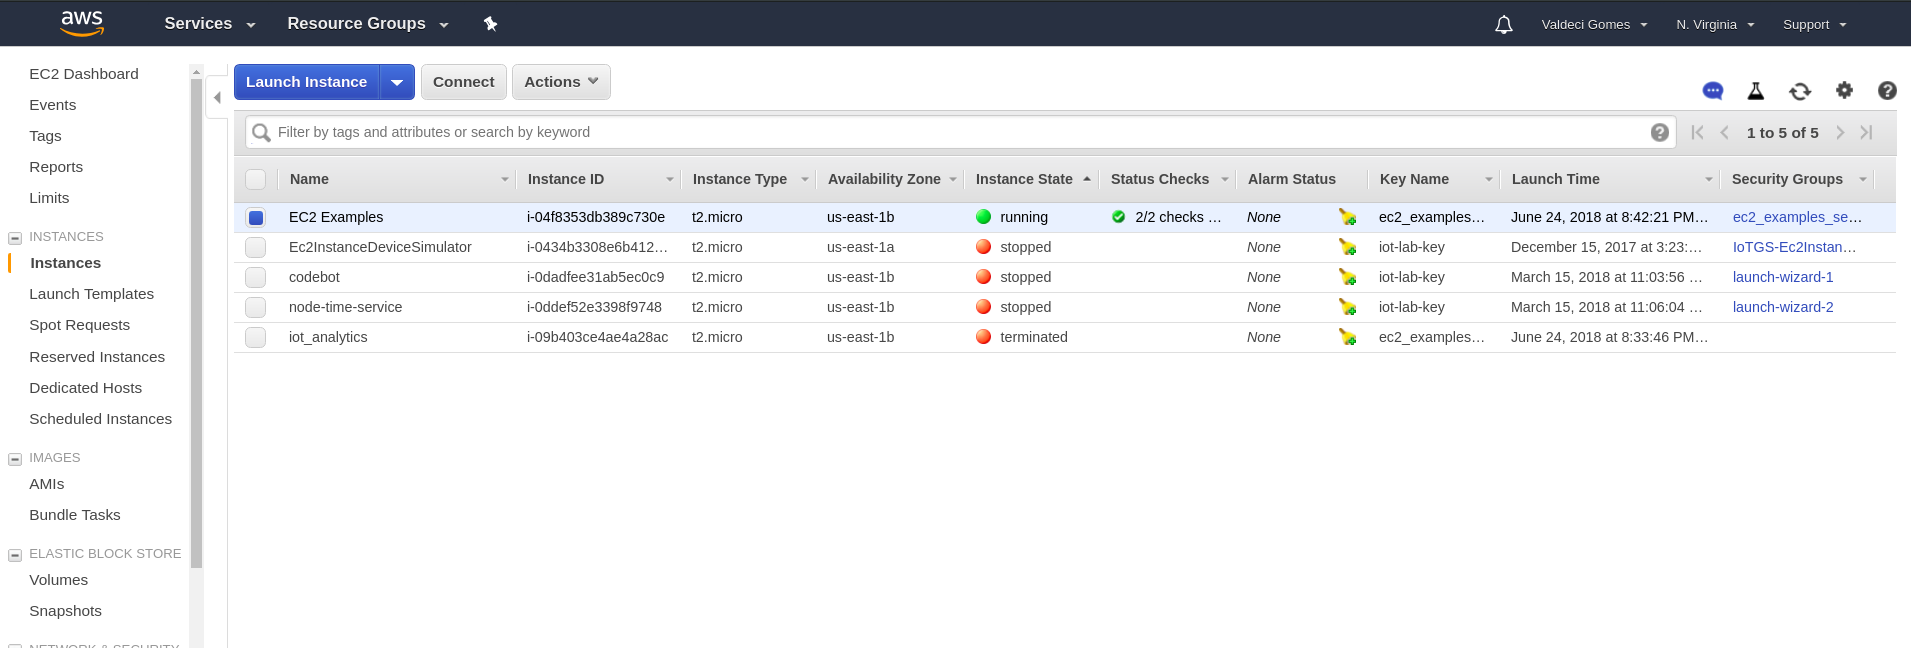 aws Services Resource Groups Valdeci Gomes N. Virginia Support
EC2 Dashboard
Events
Tags
Reports
Limits
INSTANCES
Instances
Launch Templates
Spot Requests
Reserved Instances
Dedicated Hosts
Scheduled Instances
IMAGES
AMIs
Bundle Tasks
ELASTIC BLOCK STORE
Volumes
Snapshots
NETWORK & SECURITY
Launch Instance Connect Actions
Filter by tags and attributes or search by keyword 1 to 5 of 5
Name Instance ID Instance Type Availability Zone Instance State Status Checks Alarm Status Key Name Launch Time Security Groups
EC2 Examples i-04f8353db389c730e t2.micro us-east-1b running 2/2 checks … None ec2_examples… June 24, 2018 at 8:42:21 PM… ec2_examples_se…
Ec2InstanceDeviceSimulator i-0434b3308e6b412… t2.micro us-east-1a stopped None iot-lab-key December 15, 2017 at 3:23:… IoTGS-Ec2Instan…
codebot i-0dadfee31ab5ec0c9 t2.micro us-east-1b stopped None iot-lab-key March 15, 2018 at 11:03:56 … launch-wizard-1
node-time-service i-0ddef52e3398f9748 t2.micro us-east-1b stopped None iot-lab-key March 15, 2018 at 11:06:04 … launch-wizard-2
iot_analytics i-09b403ce4ae4a28ac t2.micro us-east-1b terminated None ec2_examples… June 24, 2018 at 8:33:46 PM…